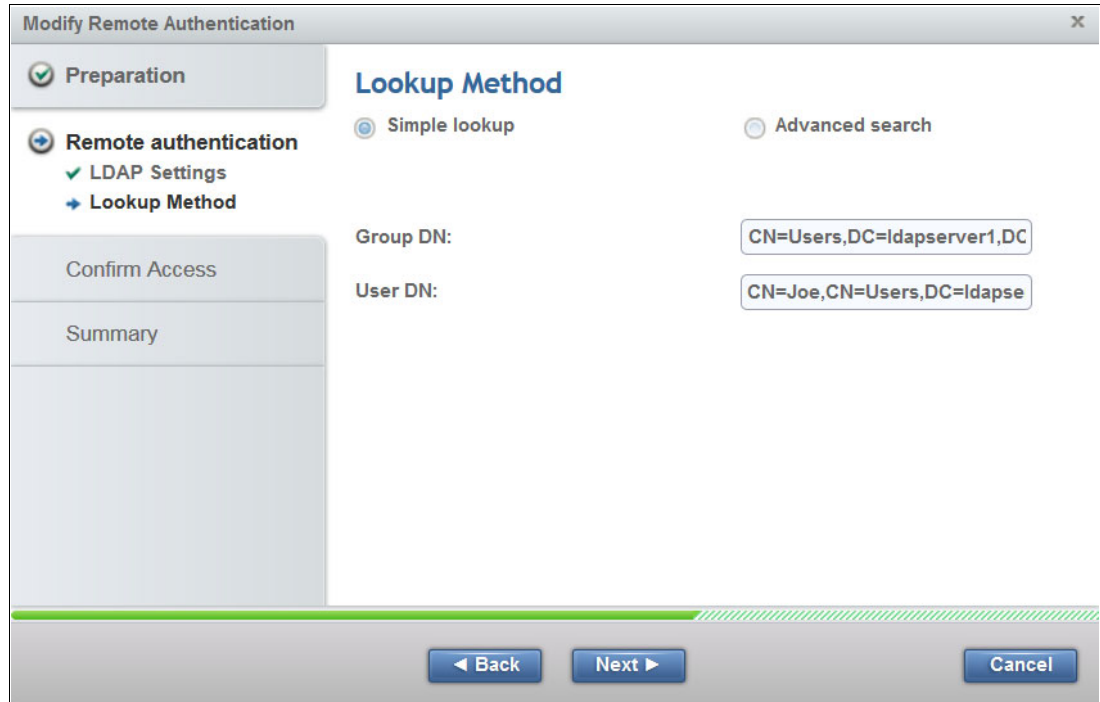 Modify Remote Authentication x
Preparation
Remote authentication
LDAP Settings
Lookup Method
Confirm Access
Summary
Lookup Method
Simple lookup Advanced search
Group DN: CN=Users,DC=ldapserver1,DC
User DN: CN=Joe,CN=Users,DC=ldapse
Back Next Cancel